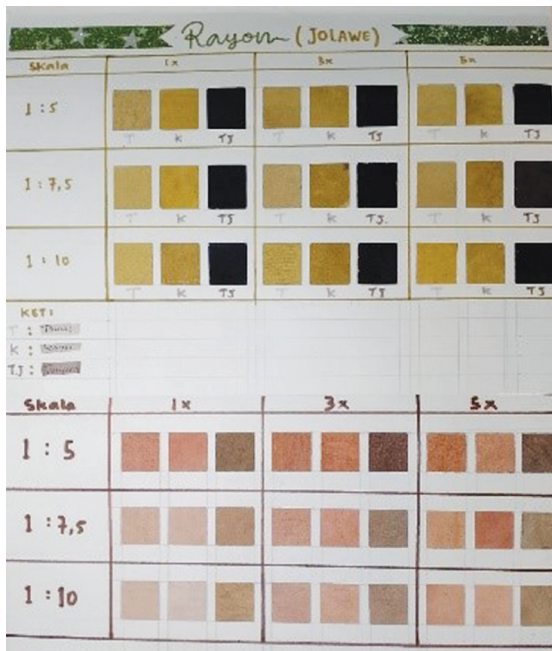 Rayon (JOLAWE)
Skala 1x 3x 5x
1 : 5
T K TJ T K TJ T K TJ
1 : 7,5
T K TJ T K TJ. T K TJ
1 : 10
T K TJ T K TJ T K TJ
KET:
T :
K :
TJ :
Skala 1x 3x 5x
1 : 5
1 : 7,5
1 : 10